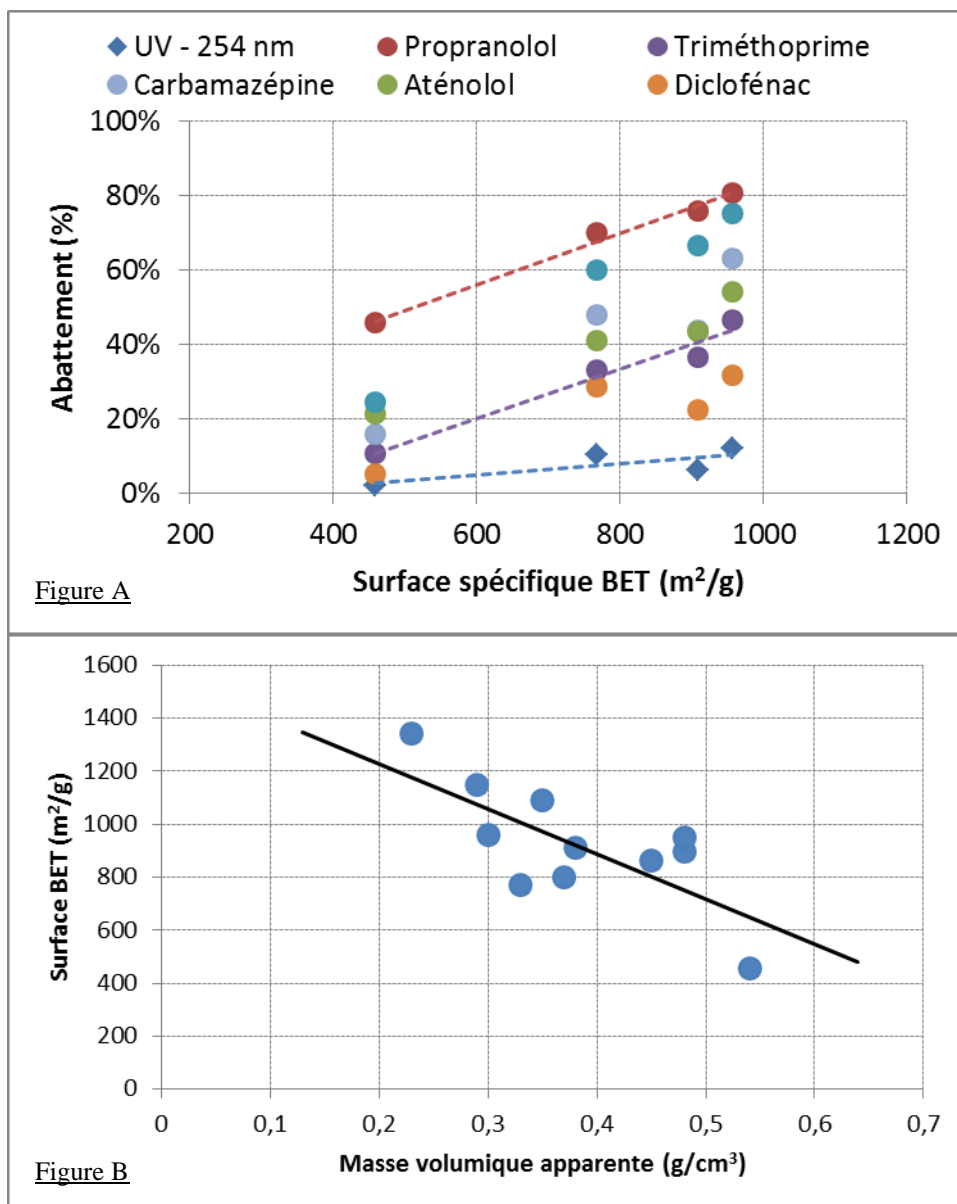 UV - 254 nm Propranolol Triméthoprime
Carbamazépine Aténolol Diclofénac
100%
80%
60%
40%
20%
0%
Abattement (%)
200 400 600 800 1000 1200
Surface spécifique BET (m²/g)
Figure A
1600
1400
1200
1000
800
600
400
200
0
Surface BET (m²/g)
0 0,1 0,2 0,3 0,4 0,5 0,6 0,7
Masse volumique apparente (g/cm³)
Figure B